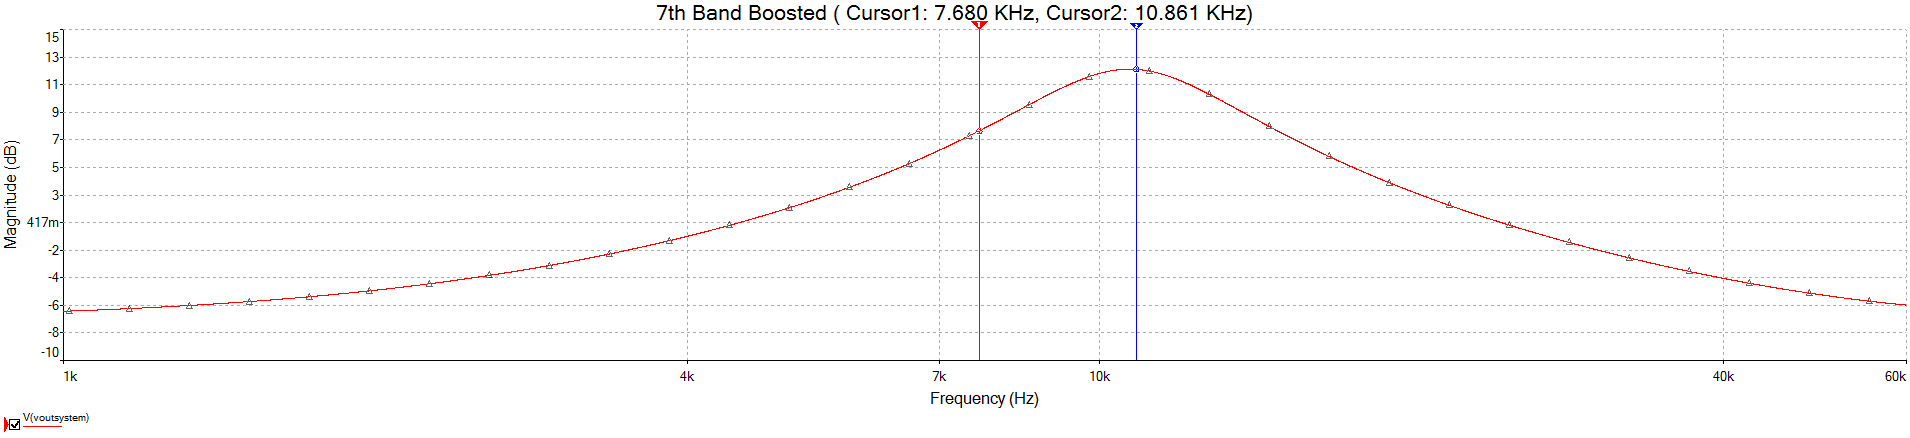 7th Band Boosted ( Cursor1: 7.680 KHz, Cursor2: 10.861 KHz)
Magnitude (dB)
15
13
11
9
7
5
3
417m
-2
-4
-6
-8
-10
1k 4k 7k 10k 40k 60k
Frequency (Hz)
V(voutsystem)